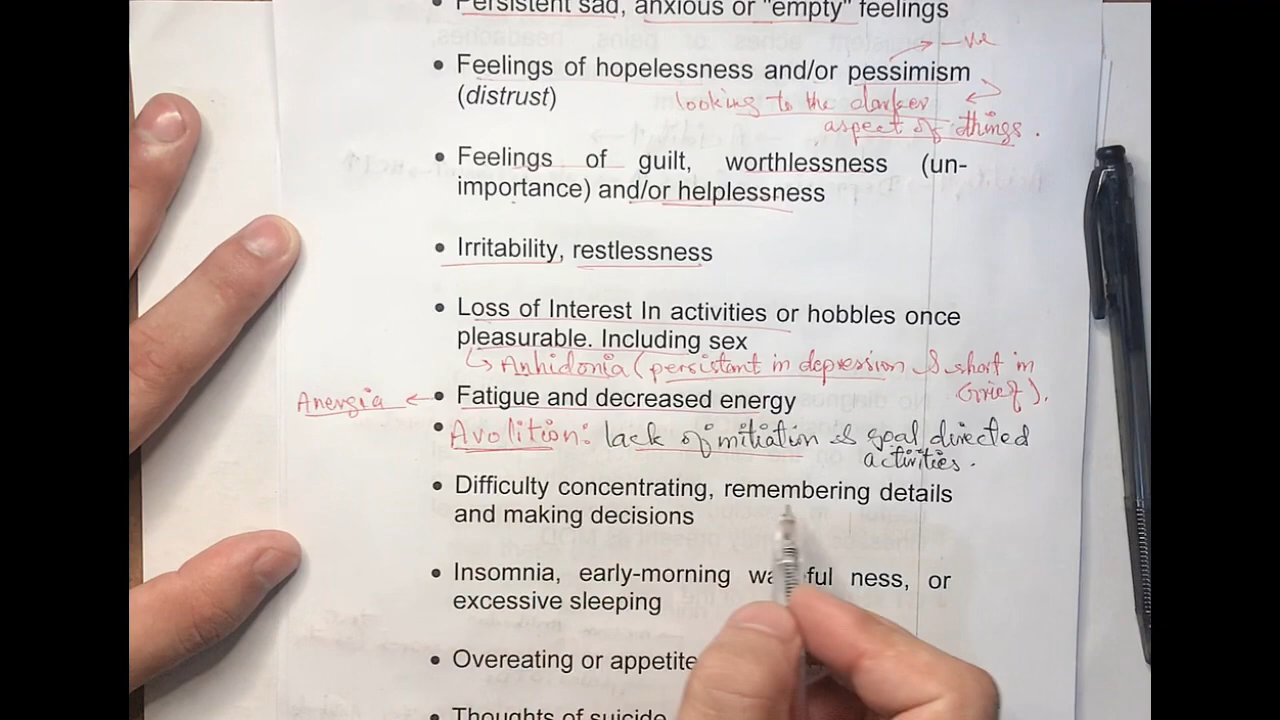 • Persistent sad, anxious or "empty" feelings
→ -ve
• Feelings of hopelessness and/or pessimism
(distrust)
looking to the darker
aspect of things.
• Feelings of guilt, worthlessness (un-
importance) and/or helplessness
• Irritability, restlessness
• Loss of Interest In activities or hobbles once
pleasurable. Including sex
↳ Anhidonia (persistant in depression & short in
Grief).
Anergia ←• Fatigue and decreased energy
• Avolition: lack of initiation & goal directed
activities.
• Difficulty concentrating, remembering details
and making decisions
• Insomnia, early-morning ness, or
excessive sleeping
• Overeating or appetite
• Thoughts of suicide